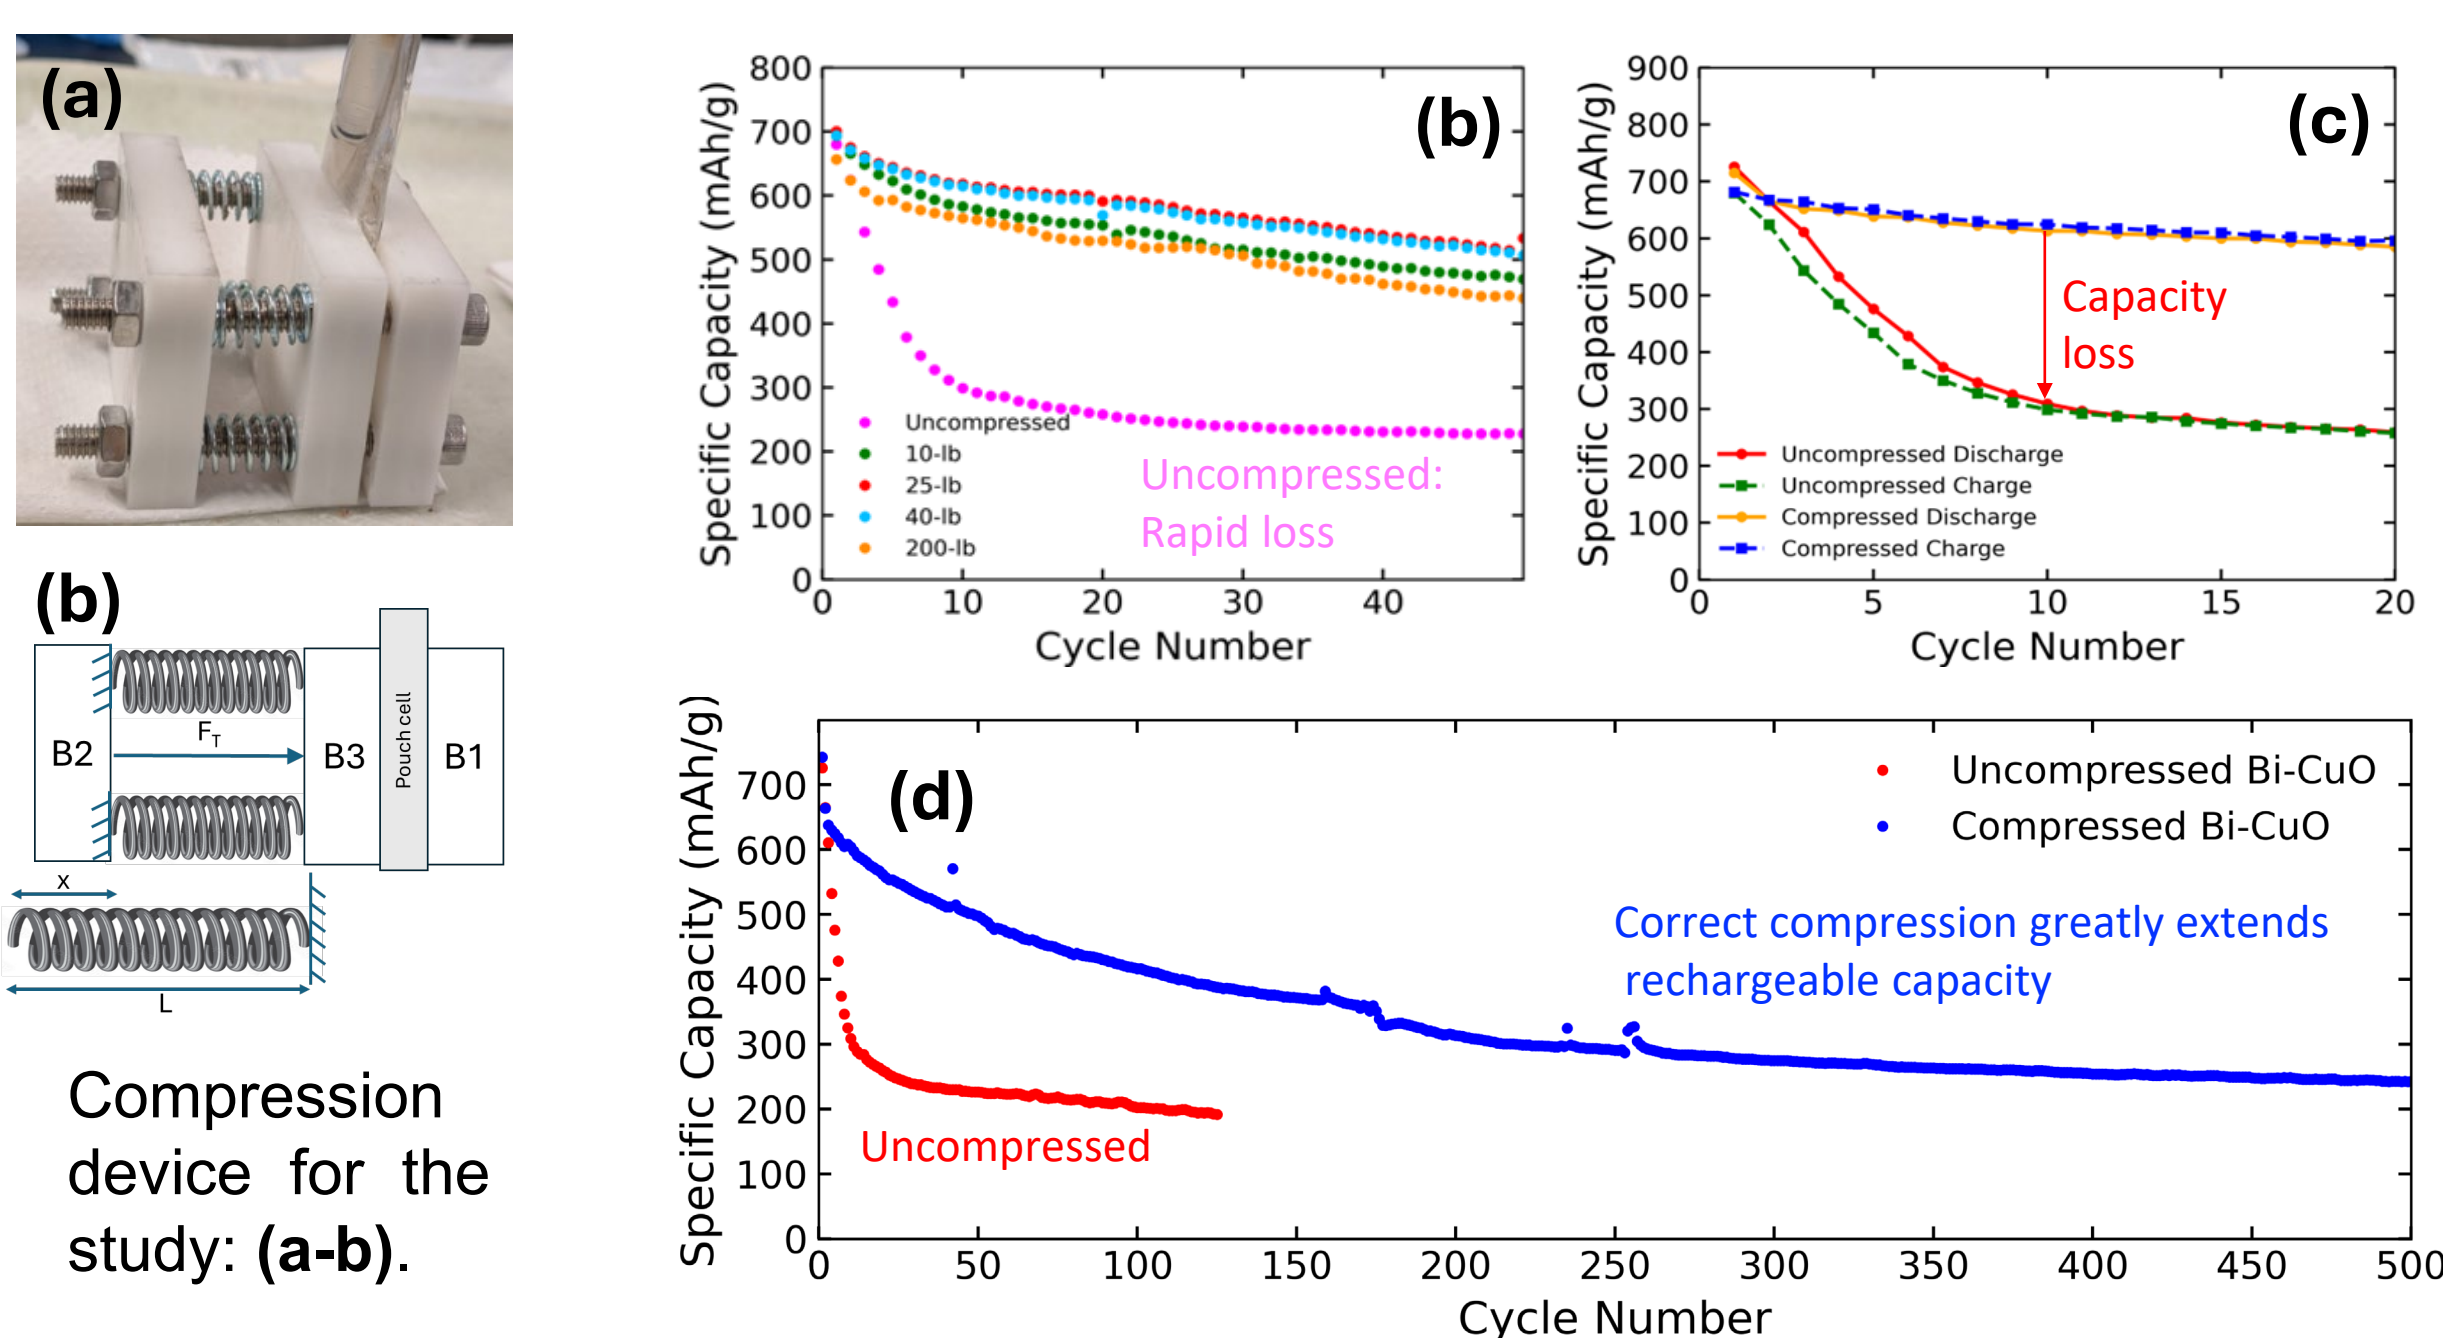 (a)
(b)
B2
F_T
B3
Pouch cell
B1
x
L
Compression
device for the
study: (a-b).
Specific Capacity (mAh/g)
800
700
600
500
400
300
200
100
0
(b)
Uncompressed
10-lb
25-lb
40-lb
200-lb
Uncompressed:
Rapid loss
0
10
20
30
40
Cycle Number
Specific Capacity (mAh/g)
900
800
700
600
500
400
300
200
100
0
(c)
Capacity
loss
Uncompressed Discharge
Uncompressed Charge
Compressed Discharge
Compressed Charge
0
5
10
15
20
Cycle Number
Specific Capacity (mAh/g)
700
600
500
400
300
200
100
0
(d)
Uncompressed Bi-CuO
Compressed Bi-CuO
Correct compression greatly extends
rechargeable capacity
Uncompressed
0
50
100
150
200
250
300
350
400
450
500
Cycle Number